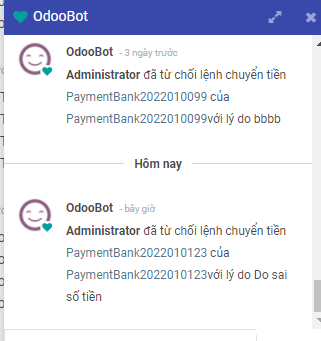 OdooBot
OdooBot - 3 ngày trước
Administrator đã từ chối lệnh chuyển tiền
PaymentBank2022010099 của
PaymentBank2022010099với lý do bbbb
Hôm nay
OdooBot - bây giờ
Administrator đã từ chối lệnh chuyển tiền
PaymentBank2022010123 của
PaymentBank2022010123với lý do Do sai
số tiền